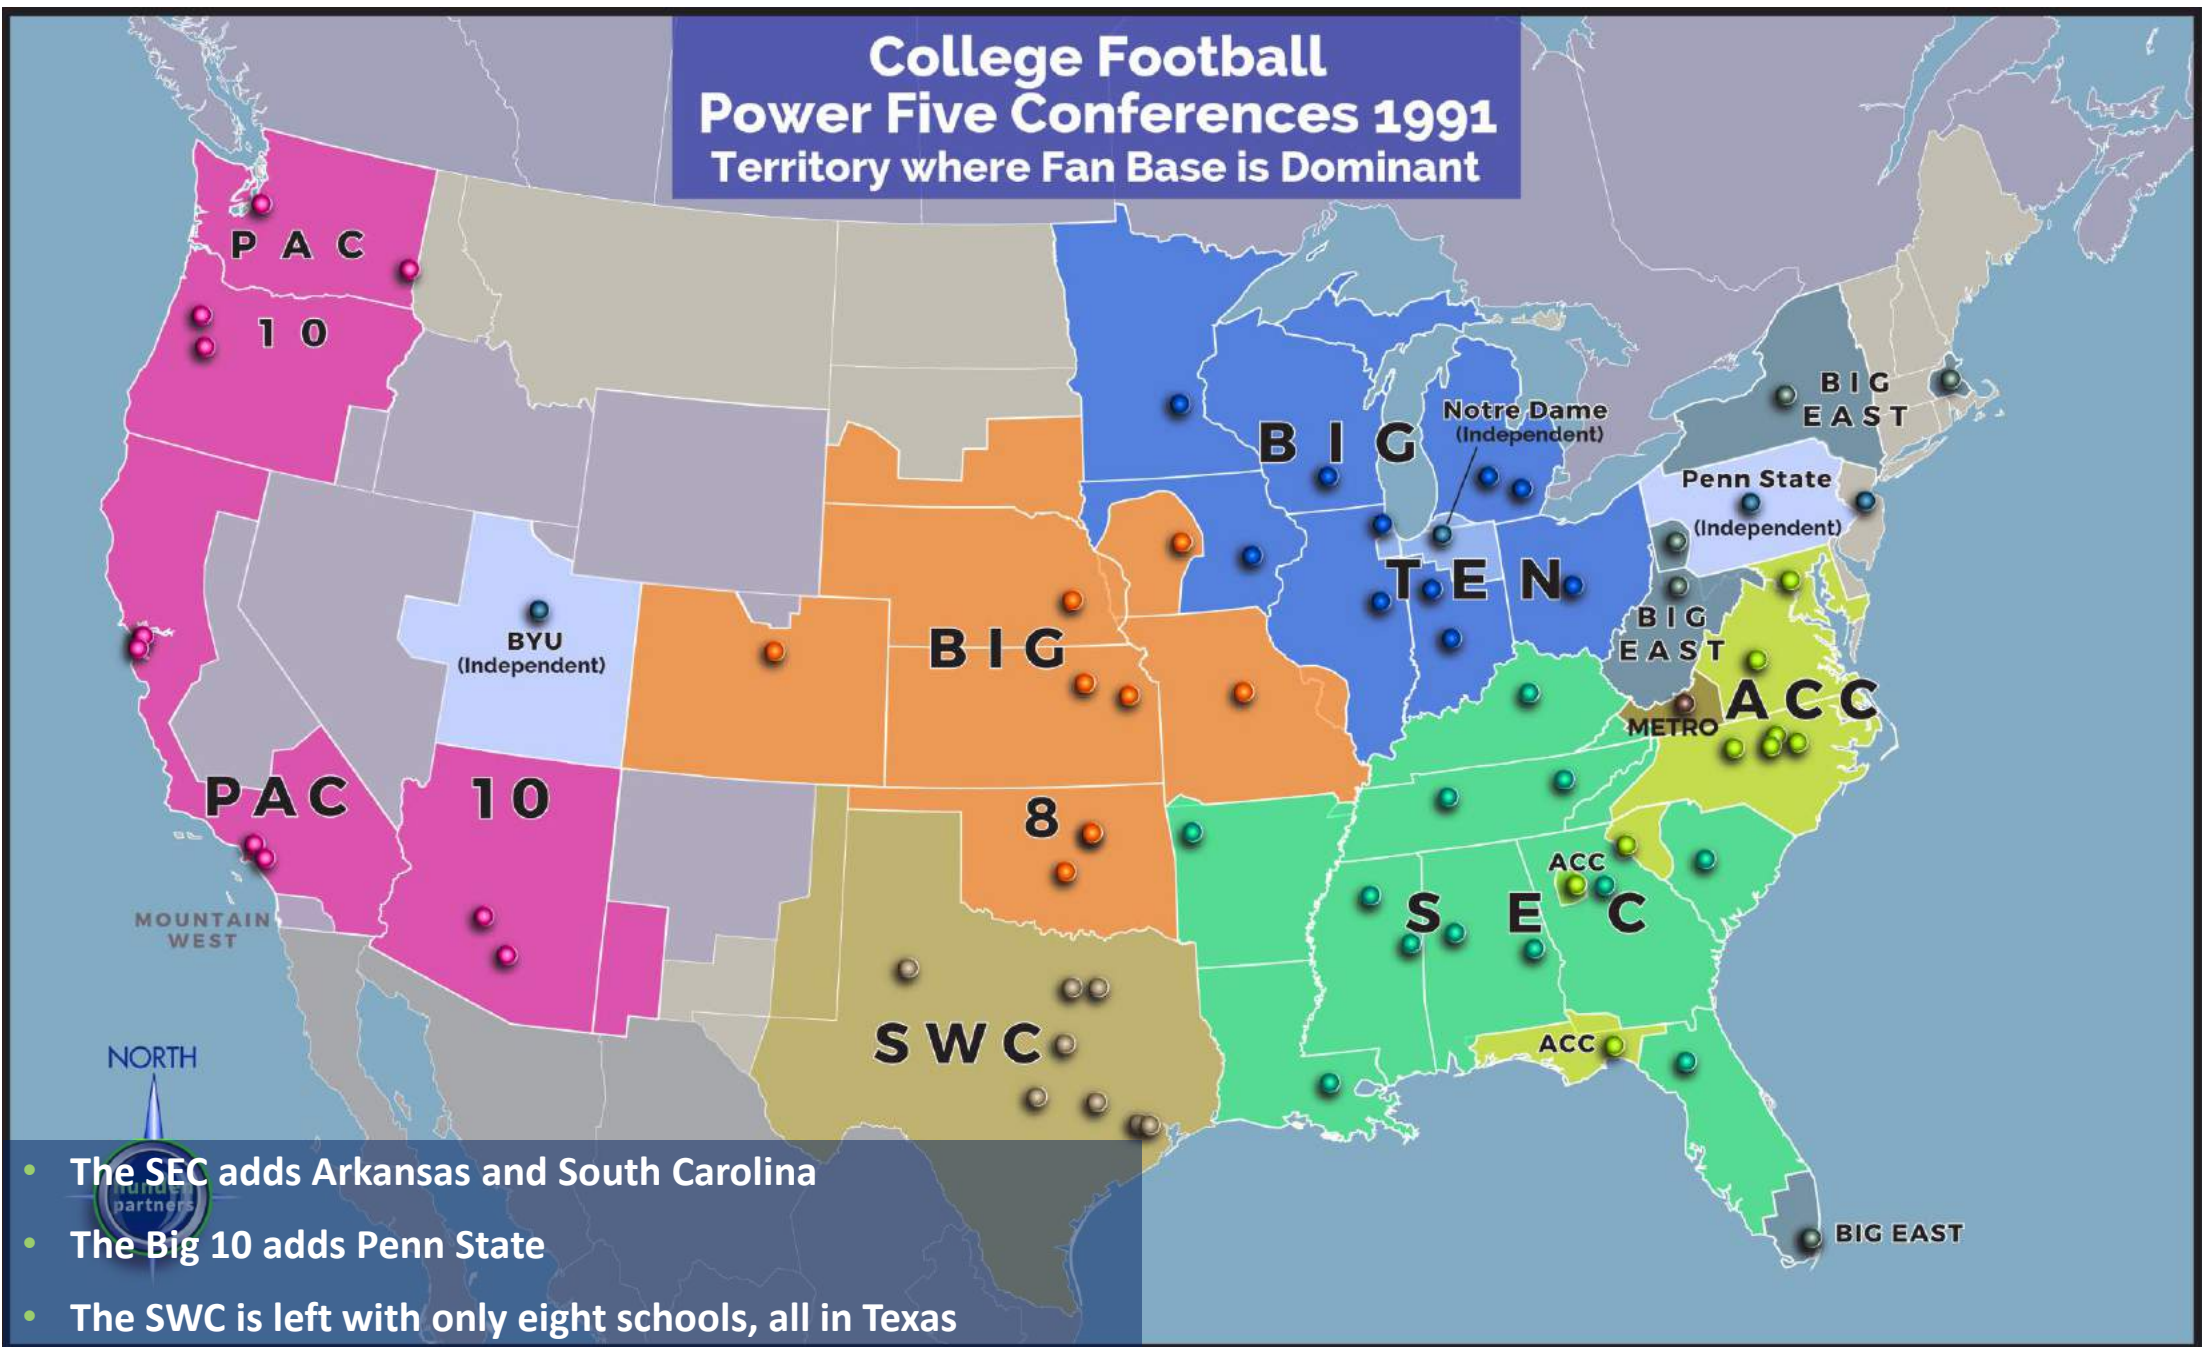 College Football
Power Five Conferences 1991
Territory where Fan Base is Dominant
PAC
10
BIG
TEN
Notre Dame
(Independent)
BIG
EAST
Penn State
(Independent)
BYU
(Independent)
BIG
8
BIG
EAST
METRO
ACC
PAC
10
MOUNTAIN
WEST
ACC
SEC
SWC
ACC
BIG EAST
NORTH
hunden
partners
• The SEC adds Arkansas and South Carolina
• The Big 10 adds Penn State
• The SWC is left with only eight schools, all in Texas